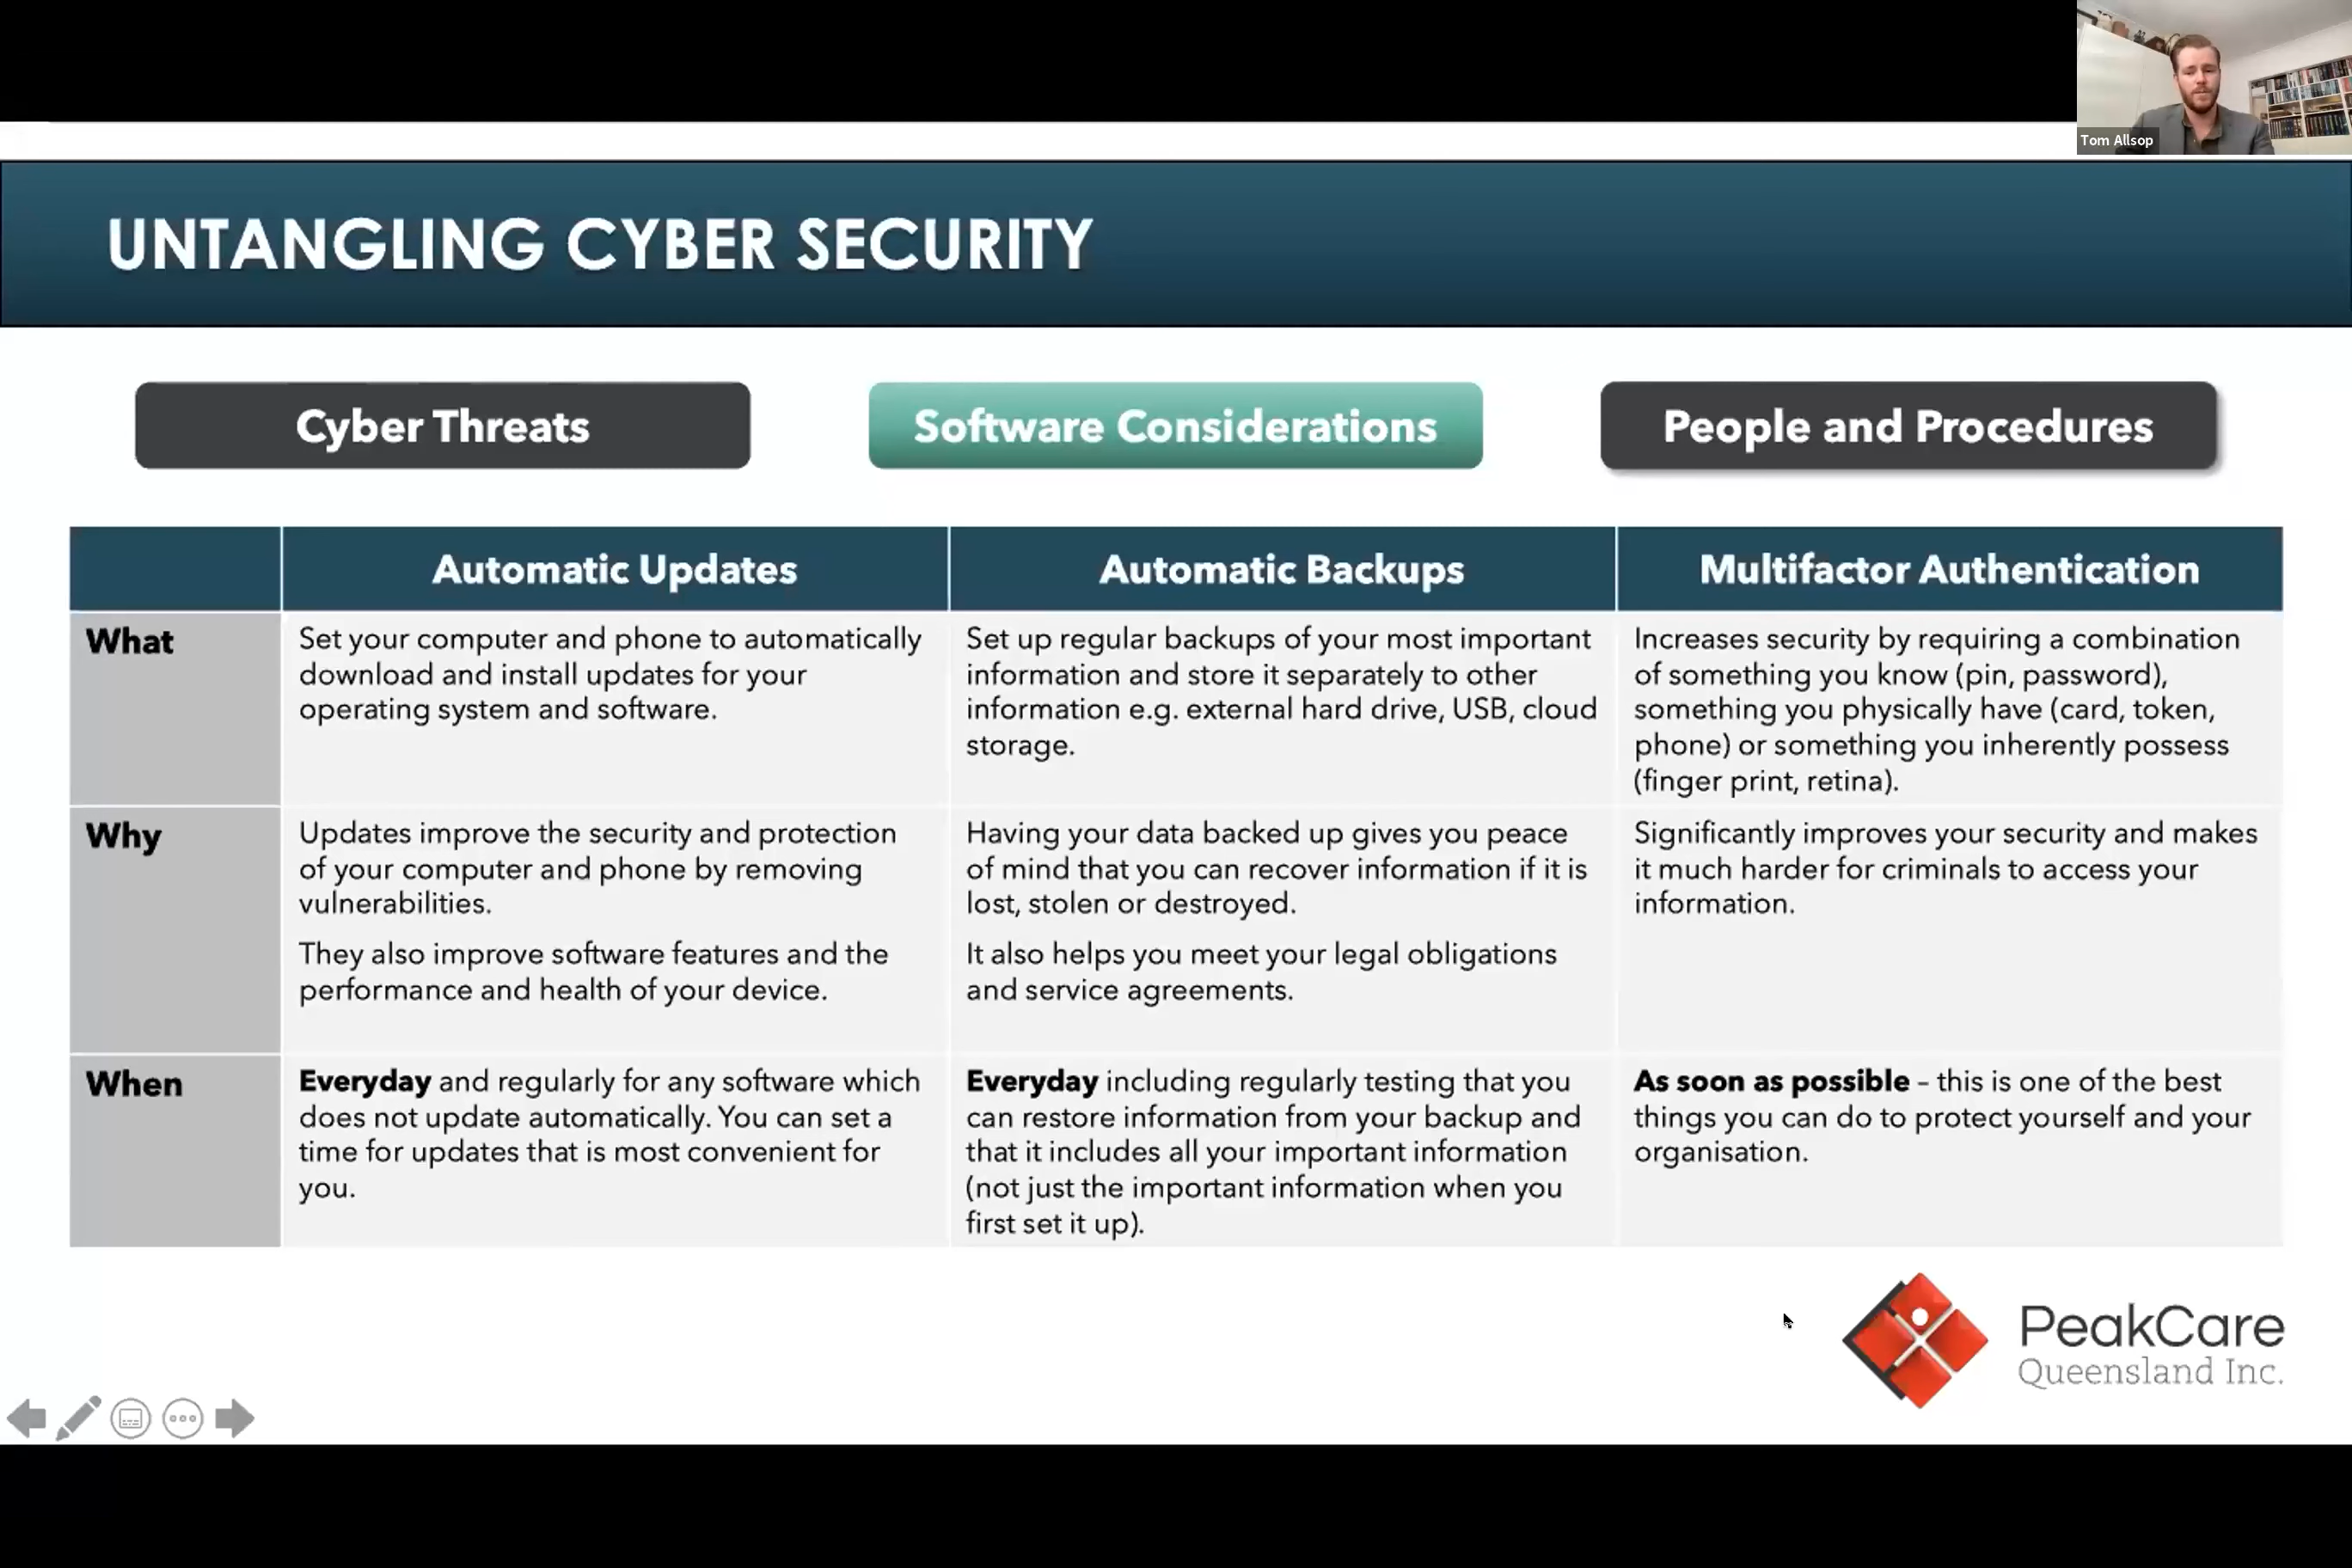 Tom Allsop
UNTANGLING CYBER SECURITY
Cyber Threats
Software Considerations
People and Procedures
Automatic Updates
Automatic Backups
Multifactor Authentication
What
Set your computer and phone to automatically
download and install updates for your
operating system and software.
Set up regular backups of your most important
information and store it separately to other
information e.g. external hard drive, USB, cloud
storage.
Increases security by requiring a combination
of something you know (pin, password),
something you physically have (card, token,
phone) or something you inherently possess
(finger print, retina).
Why
Updates improve the security and protection
of your computer and phone by removing
vulnerabilities.
They also improve software features and the
performance and health of your device.
Having your data backed up gives you peace
of mind that you can recover information if it is
lost, stolen or destroyed.
It also helps you meet your legal obligations
and service agreements.
Significantly improves your security and makes
it much harder for criminals to access your
information.
When
Everyday and regularly for any software which
does not update automatically. You can set a
time for updates that is most convenient for
you.
Everyday including regularly testing that you
can restore information from your backup and
that it includes all your important information
(not just the important information when you
first set it up).
As soon as possible – this is one of the best
things you can do to protect yourself and your
organisation.
PeakCare
Queensland Inc.